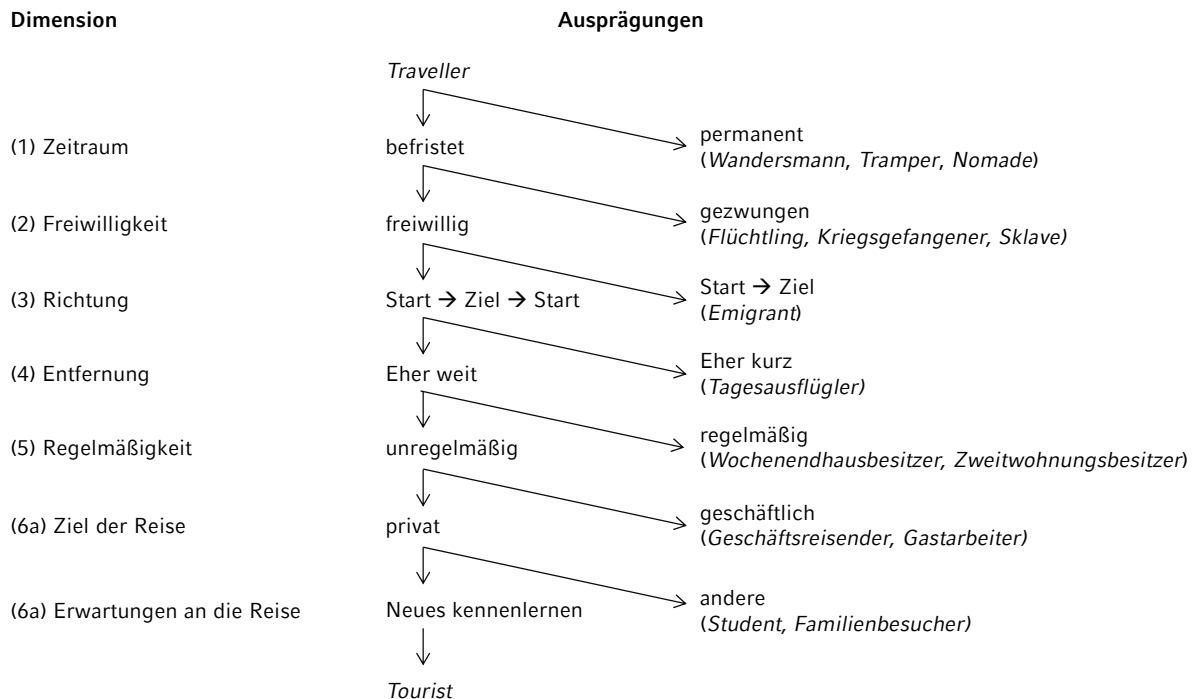 Dimension Ausprägungen
Traveller
(1) Zeitraum befristet permanent
(Wandersmann, Tramper, Nomade)
(2) Freiwilligkeit freiwillig gezwungen
(Flüchtling, Kriegsgefangener, Sklave)
(3) Richtung Start → Ziel → Start Start → Ziel
(Emigrant)
(4) Entfernung Eher weit Eher kurz
(Tagesausflügler)
(5) Regelmäßigkeit unregelmäßig regelmäßig
(Wochenendhausbesitzer, Zweitwohnungsbesitzer)
(6a) Ziel der Reise privat geschäftlich
(Geschäftsreisender, Gastarbeiter)
(6a) Erwartungen an die Reise Neues kennenlernen andere
(Student, Familienbesucher)
Tourist